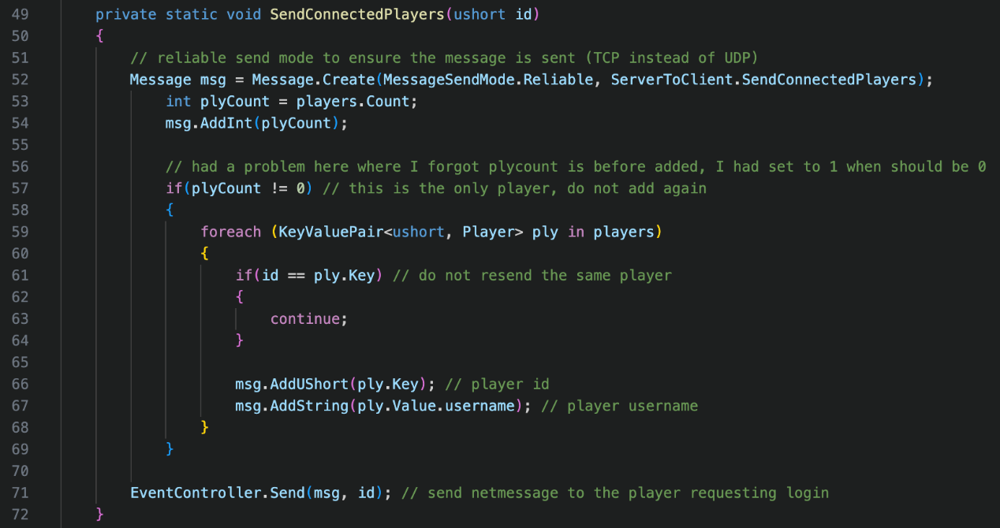 49 private static void SendConnectedPlayers(ushort id)
50 {
51 // reliable send mode to ensure the message is sent (TCP instead of UDP)
52 Message msg = Message.Create(MessageSendMode.Reliable, ServerToClient.SendConnectedPlayers);
53 int plyCount = players.Count;
54 msg.AddInt(plyCount);
55
56 // had a problem here where I forgot plycount is before added, I had set to 1 when should be 0
57 if(plyCount != 0) // this is the only player, do not add again
58 {
59 foreach (KeyValuePair<ushort, Player> ply in players)
60 {
61 if(id == ply.Key) // do not resend the same player
62 {
63 continue;
64 }
65
66 msg.AddUShort(ply.Key); // player id
67 msg.AddString(ply.Value.username); // player username
68 }
69 }
70
71 EventController.Send(msg, id); // send netmessage to the player requesting login
72 }